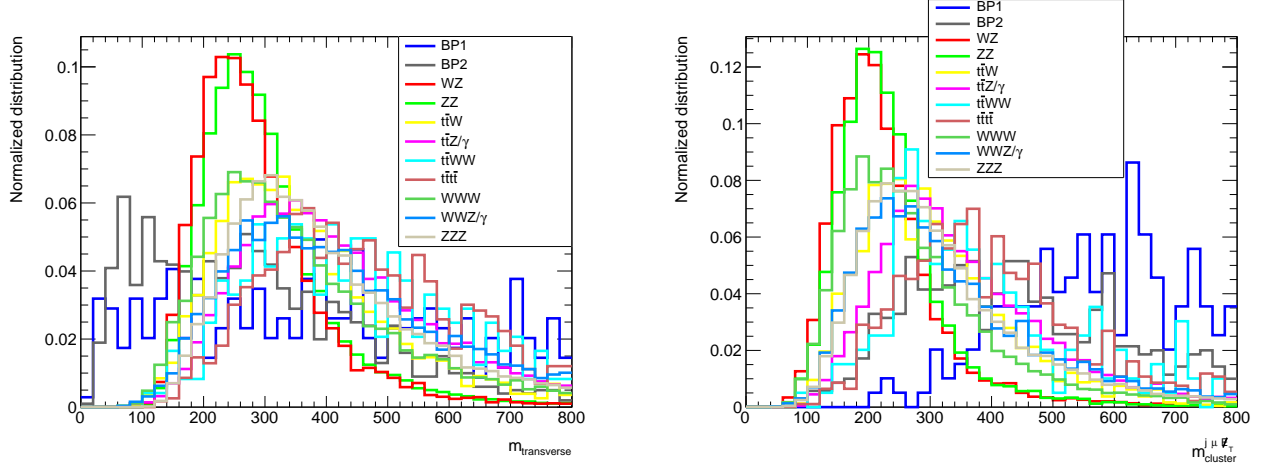 Normalized distribution
0.1
0.08
0.06
0.04
0.02
0
0 100 200 300 400 500 600 700 800
m_transverse
BP1
BP2
WZ
ZZ
tt̄W
tt̄Z/γ
tt̄WW
tt̄tt̄
WWW
WWZ/γ
ZZZ
Normalized distribution
0.12
0.1
0.08
0.06
0.04
0.02
0
0 100 200 300 400 500 600 700 800
m_cluster^{j μ E̸_T}
BP1
BP2
WZ
ZZ
tt̄W
tt̄Z/γ
tt̄WW
tt̄tt̄
WWW
WWZ/γ
ZZZ